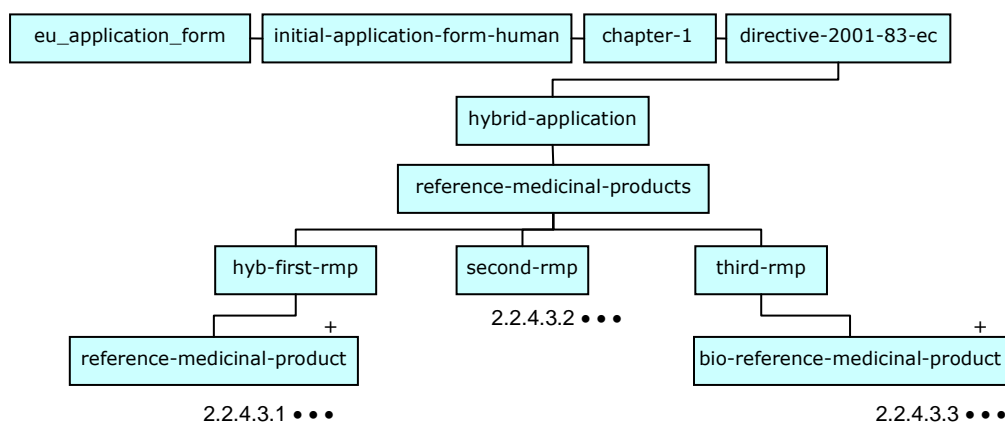 eu_application_form initial-application-form-human chapter-1 directive-2001-83-ec
hybrid-application
reference-medicinal-products
hyb-first-rmp second-rmp third-rmp
2.2.4.3.2 • • •
+ +
reference-medicinal-product bio-reference-medicinal-product
2.2.4.3.1 • • • 2.2.4.3.3 • • •